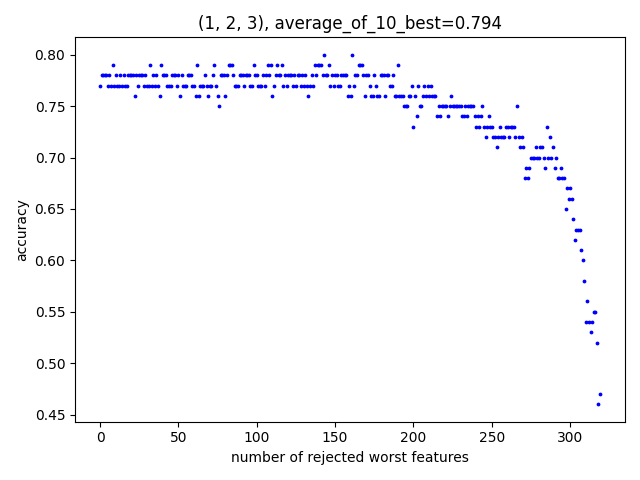 (1, 2, 3), average_of_10_best=0.794
0.80
0.75
0.70
0.65
0.60
0.55
0.50
0.45
accuracy
0 50 100 150 200 250 300
number of rejected worst features